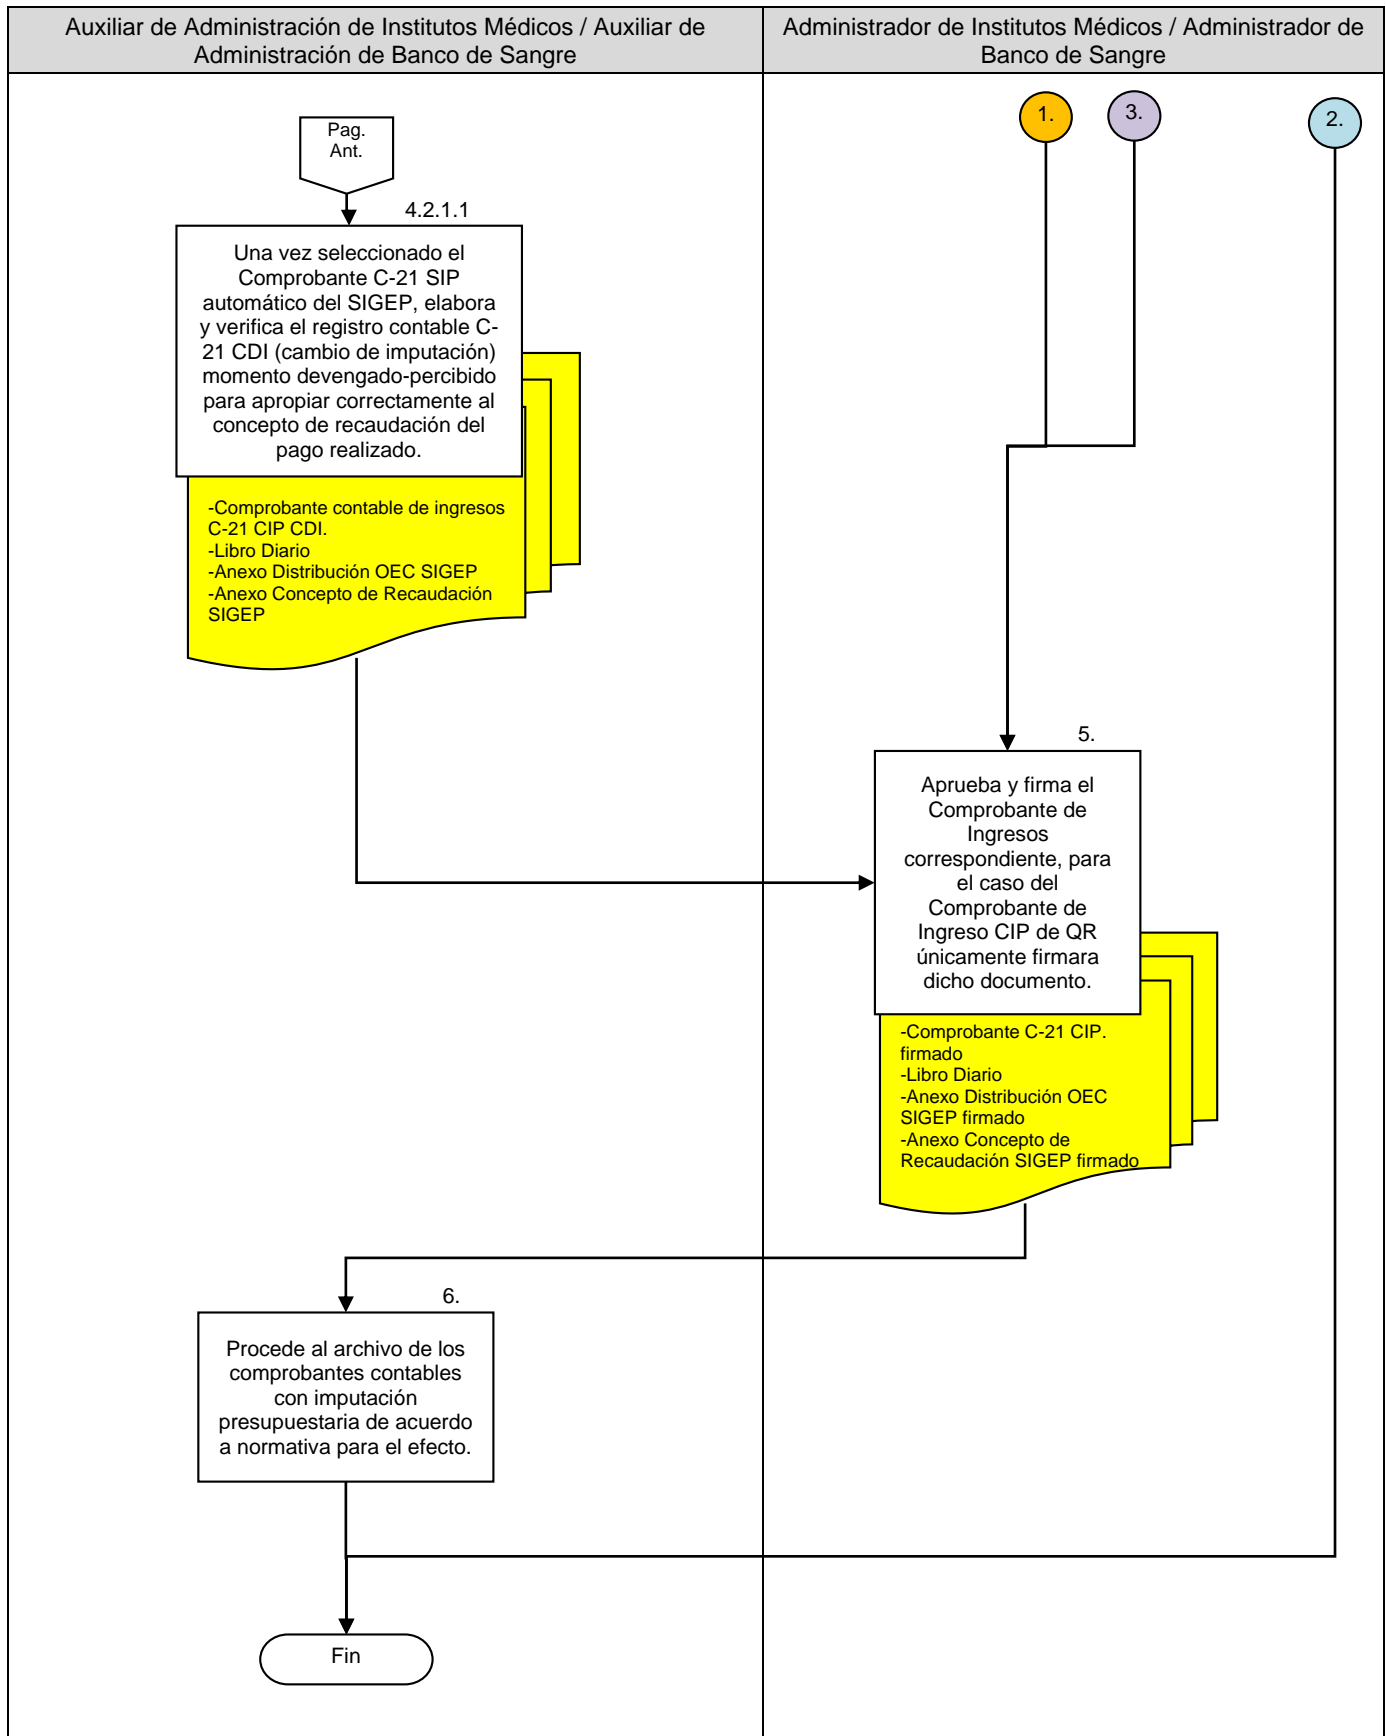 Auxiliar de Administración de Institutos Médicos / Auxiliar de
Administración de Banco de Sangre
Administrador de Institutos Médicos / Administrador de
Banco de Sangre
Pag.
Ant.
1.
3.
2.
4.2.1.1
Una vez seleccionado el
Comprobante C-21 SIP
automático del SIGEP, elabora
y verifica el registro contable C-
21 CDI (cambio de imputación)
momento devengado-percibido
para apropiar correctamente al
concepto de recaudación del
pago realizado.
-Comprobante contable de ingresos
C-21 CIP CDI.
-Libro Diario
-Anexo Distribución OEC SIGEP
-Anexo Concepto de Recaudación
SIGEP
5.
Aprueba y firma el
Comprobante de
Ingresos
correspondiente, para
el caso del
Comprobante de
Ingreso CIP de QR
únicamente firmara
dicho documento.
-Comprobante C-21 CIP.
firmado
-Libro Diario
-Anexo Distribución OEC
SIGEP firmado
-Anexo Concepto de
Recaudación SIGEP firmado
6.
Procede al archivo de los
comprobantes contables
con imputación
presupuestaria de acuerdo
a normativa para el efecto.
Fin